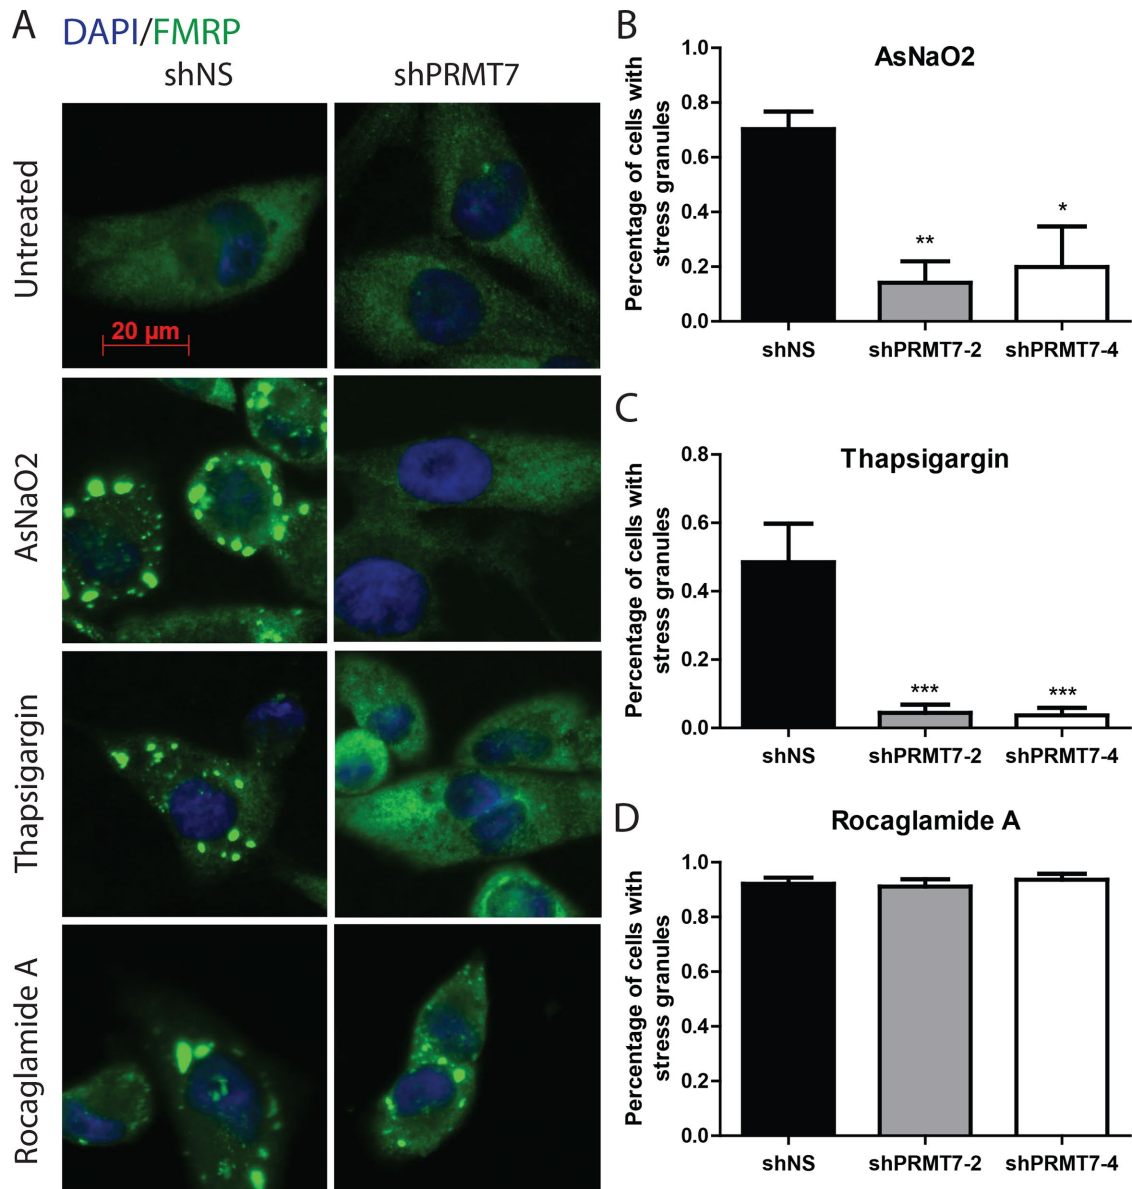 A
DAPI/FMRP
shNS
shPRMT7
Untreated
20 µm
AsNaO2
Thapsigargin
Rocaglamide A
B
AsNaO2
Percentage of cells with
stress granules
1.0
0.8
0.6
0.4
0.2
0.0
**
*
shNS
shPRMT7-2
shPRMT7-4
C
Thapsigargin
Percentage of cells with
stress granules
0.8
0.6
0.4
0.2
0.0
***
***
shNS
shPRMT7-2
shPRMT7-4
D
Rocaglamide A
Percentage of cells with
stress granules
1.0
0.8
0.6
0.4
0.2
0.0
shNS
shPRMT7-2
shPRMT7-4